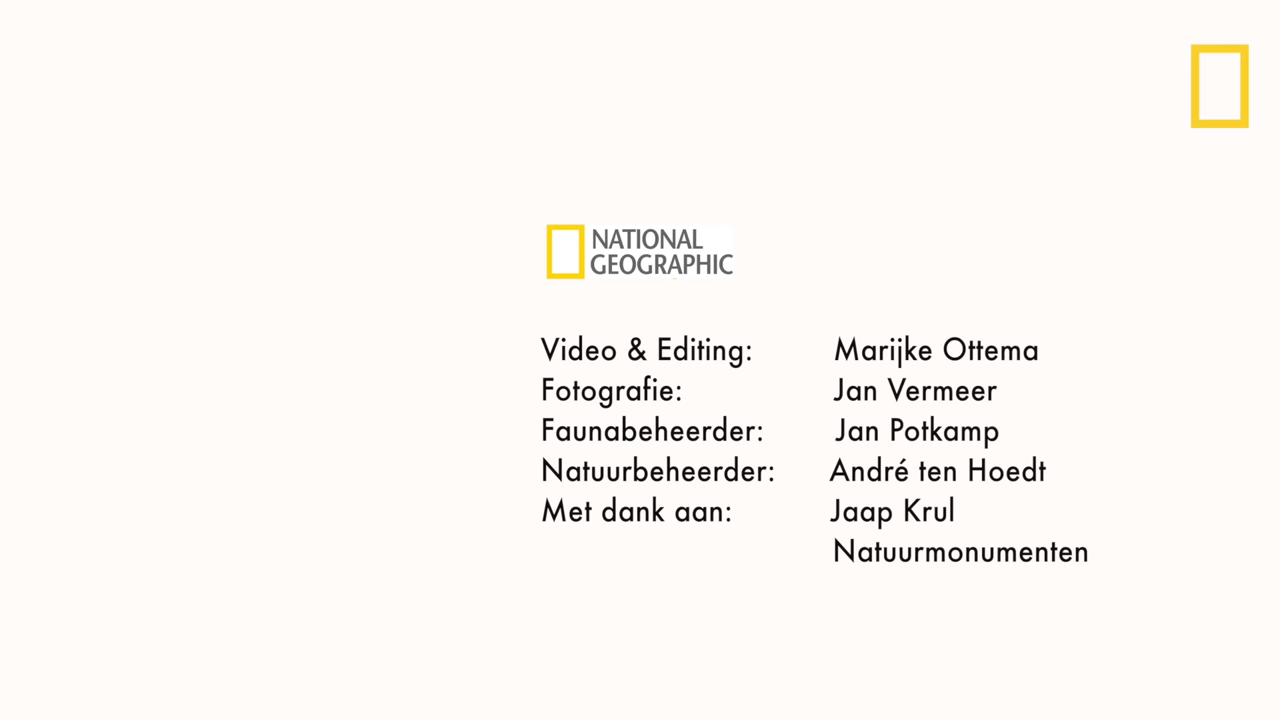 NATIONAL
GEOGRAPHIC
Video & Editing: Marijke Ottema
Fotografie: Jan Vermeer
Faunabeheerder: Jan Potkamp
Natuurbeheerder: André ten Hoedt
Met dank aan: Jaap Krul
Natuurmonumenten